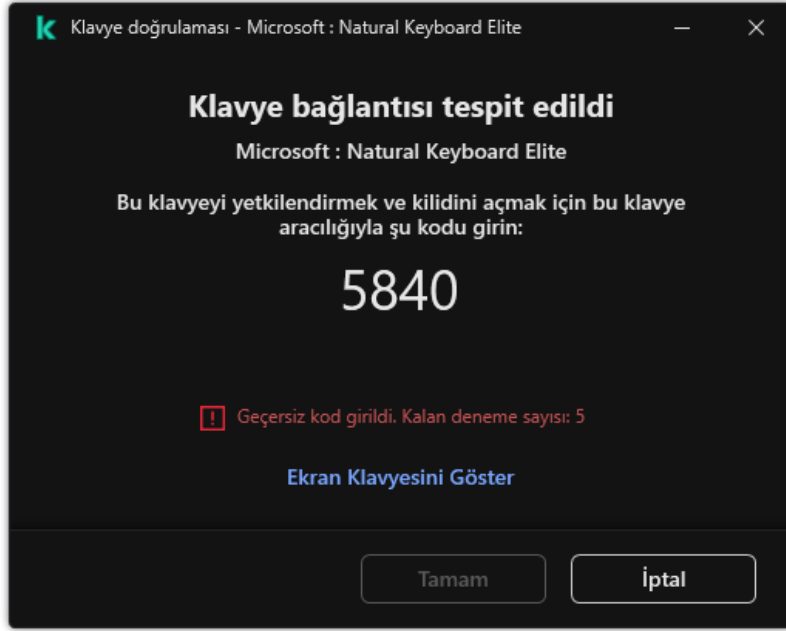 Klavye doğrulaması - Microsoft : Natural Keyboard Elite
Klavye bağlantısı tespit edildi
Microsoft : Natural Keyboard Elite
Bu klavyeyi yetkilendirmek ve kilidini açmak için bu klavye
aracılığıyla şu kodu girin:
5840
Geçersiz kod girildi. Kalan deneme sayısı: 5
Ekran Klavyesini Göster
Tamam
İptal